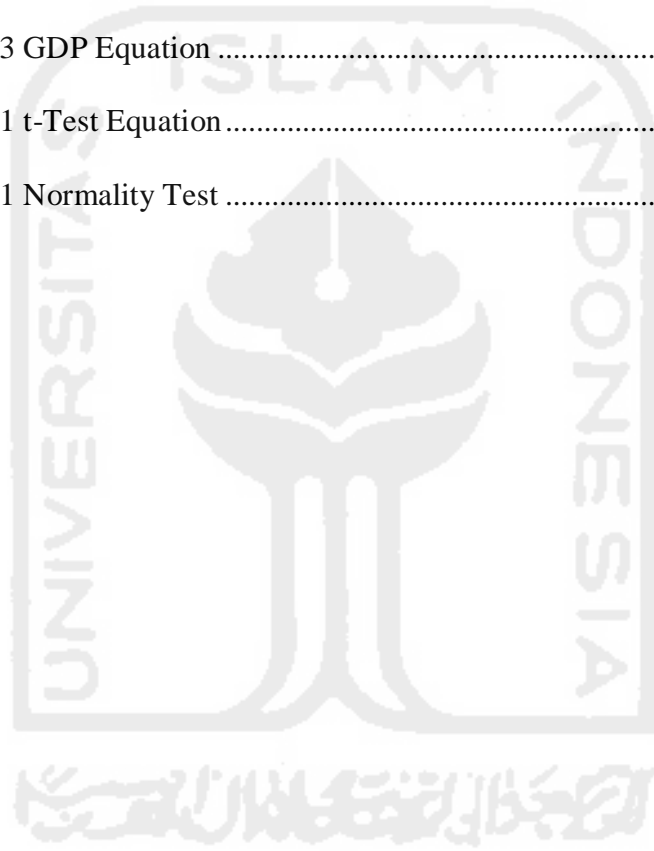 3 GDP Equation ........................................................
1 t-Test Equation .......................................................
1 Normality Test .......................................................
ISLAM
UNIVERSITAS
INDONESIA